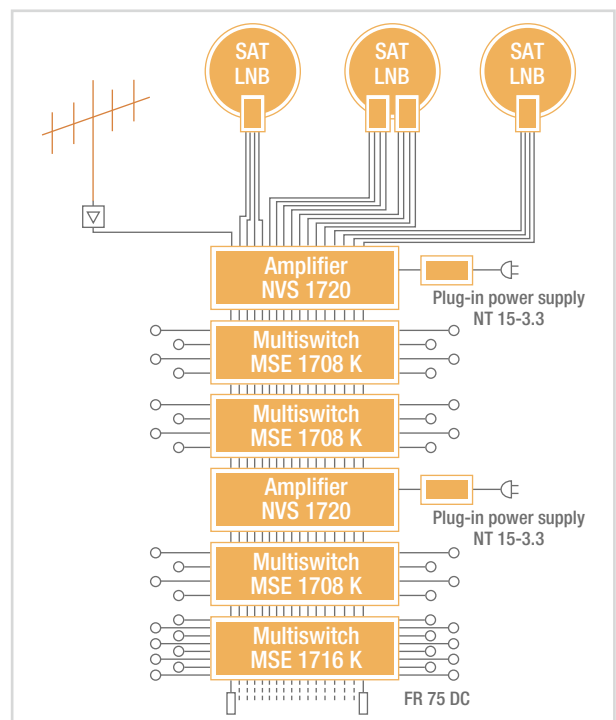 SAT
LNB
SAT
LNB
SAT
LNB
Amplifier
NVS 1720
Plug-in power supply
NT 15-3.3
Multiswitch
MSE 1708 K
Multiswitch
MSE 1708 K
Amplifier
NVS 1720
Plug-in power supply
NT 15-3.3
Multiswitch
MSE 1708 K
Multiswitch
MSE 1716 K
FR 75 DC